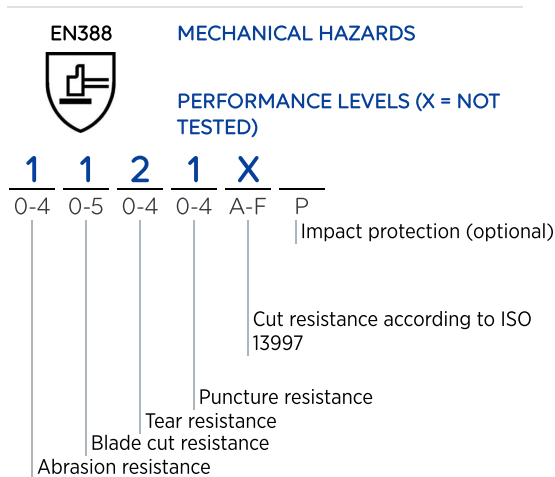 EN388
MECHANICAL HAZARDS
PERFORMANCE LEVELS (X = NOT
TESTED)
1 1 2 1 X
0-4 0-5 0-4 0-4 A-F P
Impact protection (optional)
Cut resistance according to ISO
13997
Puncture resistance
Tear resistance
Blade cut resistance
Abrasion resistance